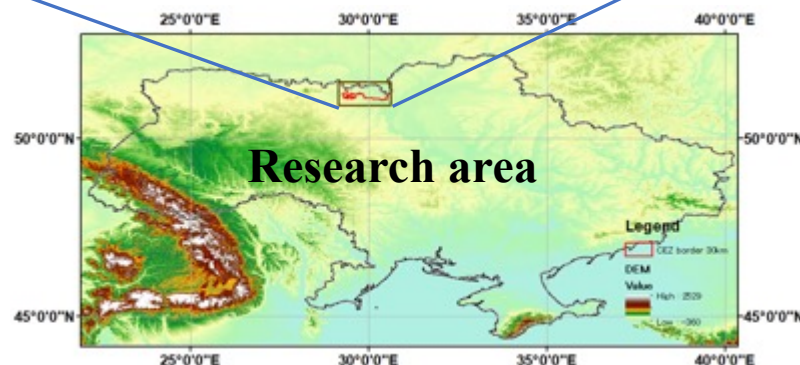 25°0'0"E 30°0'0"E 35°0'0"E 40°0'0"E
50°0'0"N 50°0'0"N
Research area
Legend
CEZ border 30km
DEM
Value
High : 2529
Low : -360
45°0'0"N 45°0'0"N
25°0'0"E 30°0'0"E 35°0'0"E 40°0'0"E